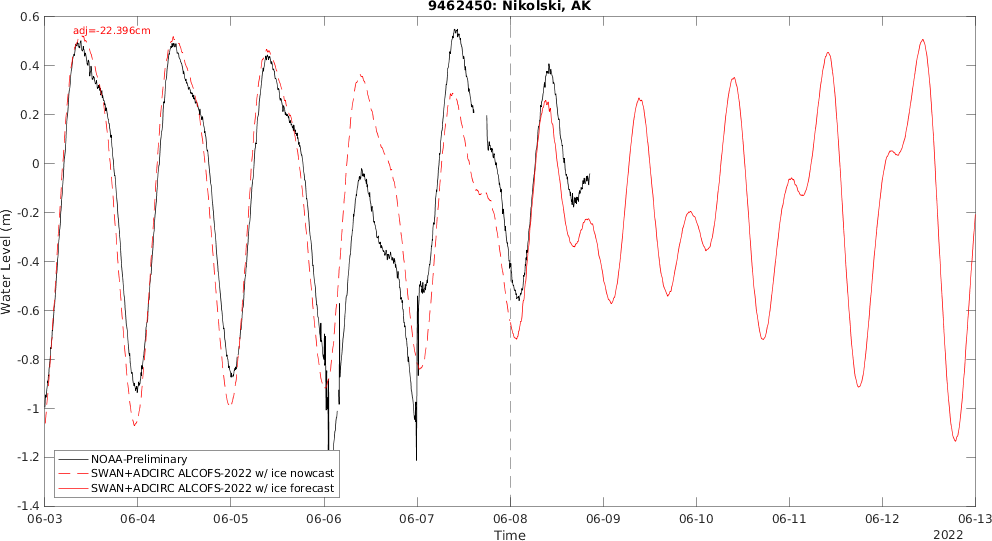 9462450: Nikolski, AK
adj=-22.396cm
0.6
0.4
0.2
0
-0.2
-0.4
-0.6
-0.8
-1
-1.2
-1.4
Water Level (m)
NOAA-Preliminary
SWAN+ADCIRC ALCOFS-2022 w/ ice nowcast
SWAN+ADCIRC ALCOFS-2022 w/ ice forecast
06-03 06-04 06-05 06-06 06-07 06-08 06-09 06-10 06-11 06-12 06-13
Time
2022